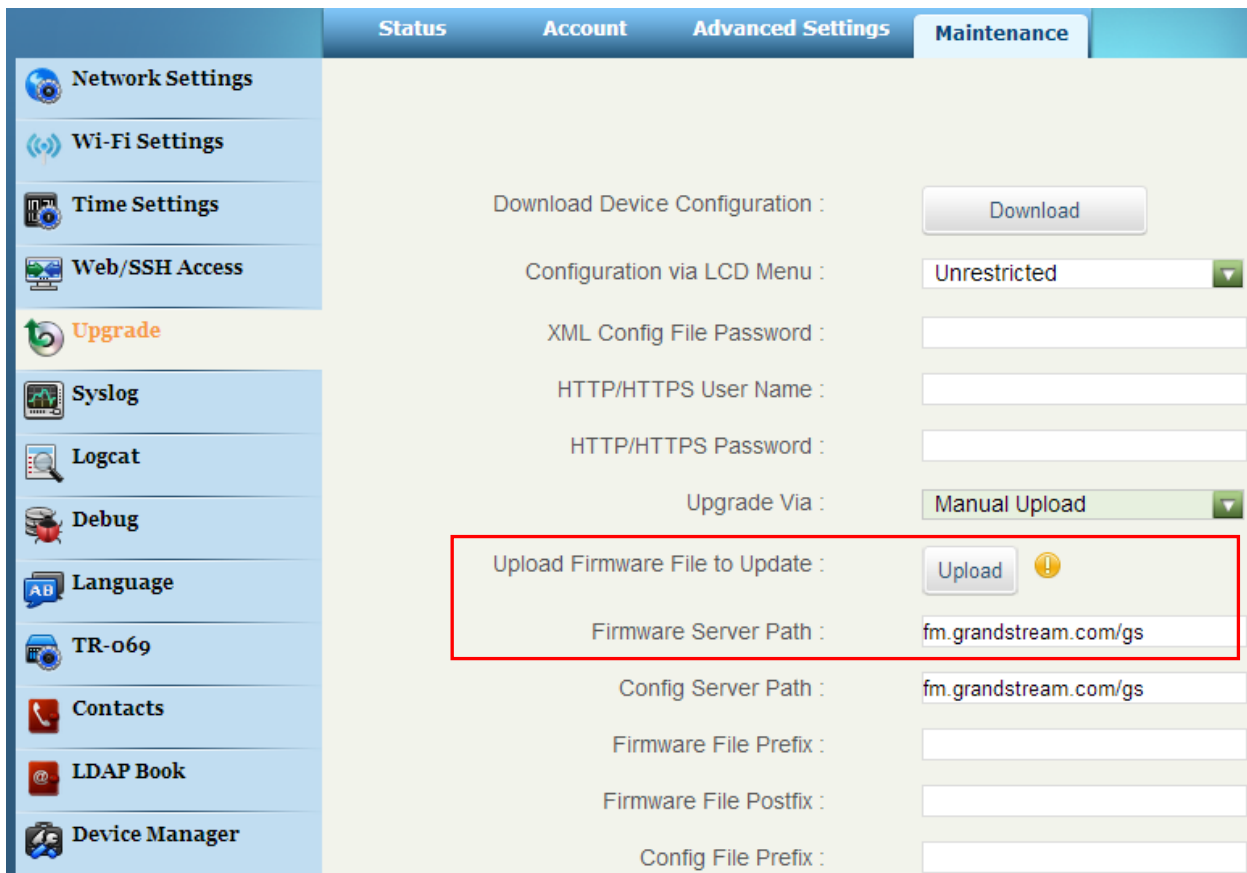 Status Account Advanced Settings Maintenance
Network Settings
Wi-Fi Settings
Time Settings
Web/SSH Access
Upgrade
Syslog
Logcat
Debug
Language
TR-069
Contacts
LDAP Book
Device Manager
Download Device Configuration : Download
Configuration via LCD Menu : Unrestricted
XML Config File Password :
HTTP/HTTPS User Name :
HTTP/HTTPS Password :
Upgrade Via : Manual Upload
Upload Firmware File to Update : Upload
Firmware Server Path : fm.grandstream.com/gs
Config Server Path : fm.grandstream.com/gs
Firmware File Prefix :
Firmware File Postfix :
Config File Prefix :